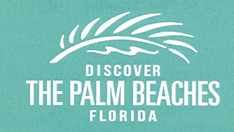 DISCOVER
THE PALM BEACHES
FLORIDA